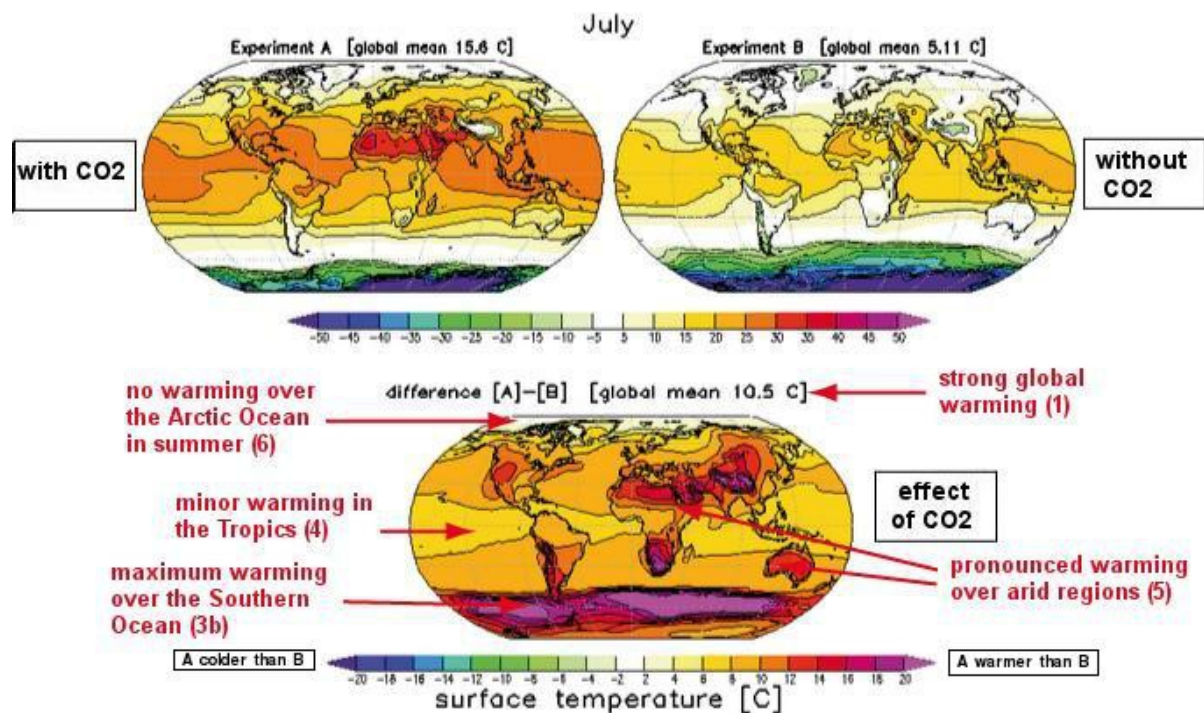 July
Experiment A [global mean 15.6 C]
Experiment B [global mean 5.11 C]
with CO2
without
CO2
-50 -45 -40 -35 -30 -25 -20 -15 -10 -5 5 10 15 20 25 30 35 40 45 50
no warming over
the Arctic Ocean
in summer (6)
difference [A]-[B] [global mean 10.5 C]
strong global
warming (1)
minor warming in
the Tropics (4)
effect
of CO2
maximum warming
over the Southern
Ocean (3b)
pronounced warming
over arid regions (5)
A colder than B
A warmer than B
-20 -18 -16 -14 -12 -10 -8 -6 -4 -2 2 4 6 8 10 12 14 16 18 20
surface temperature [C]